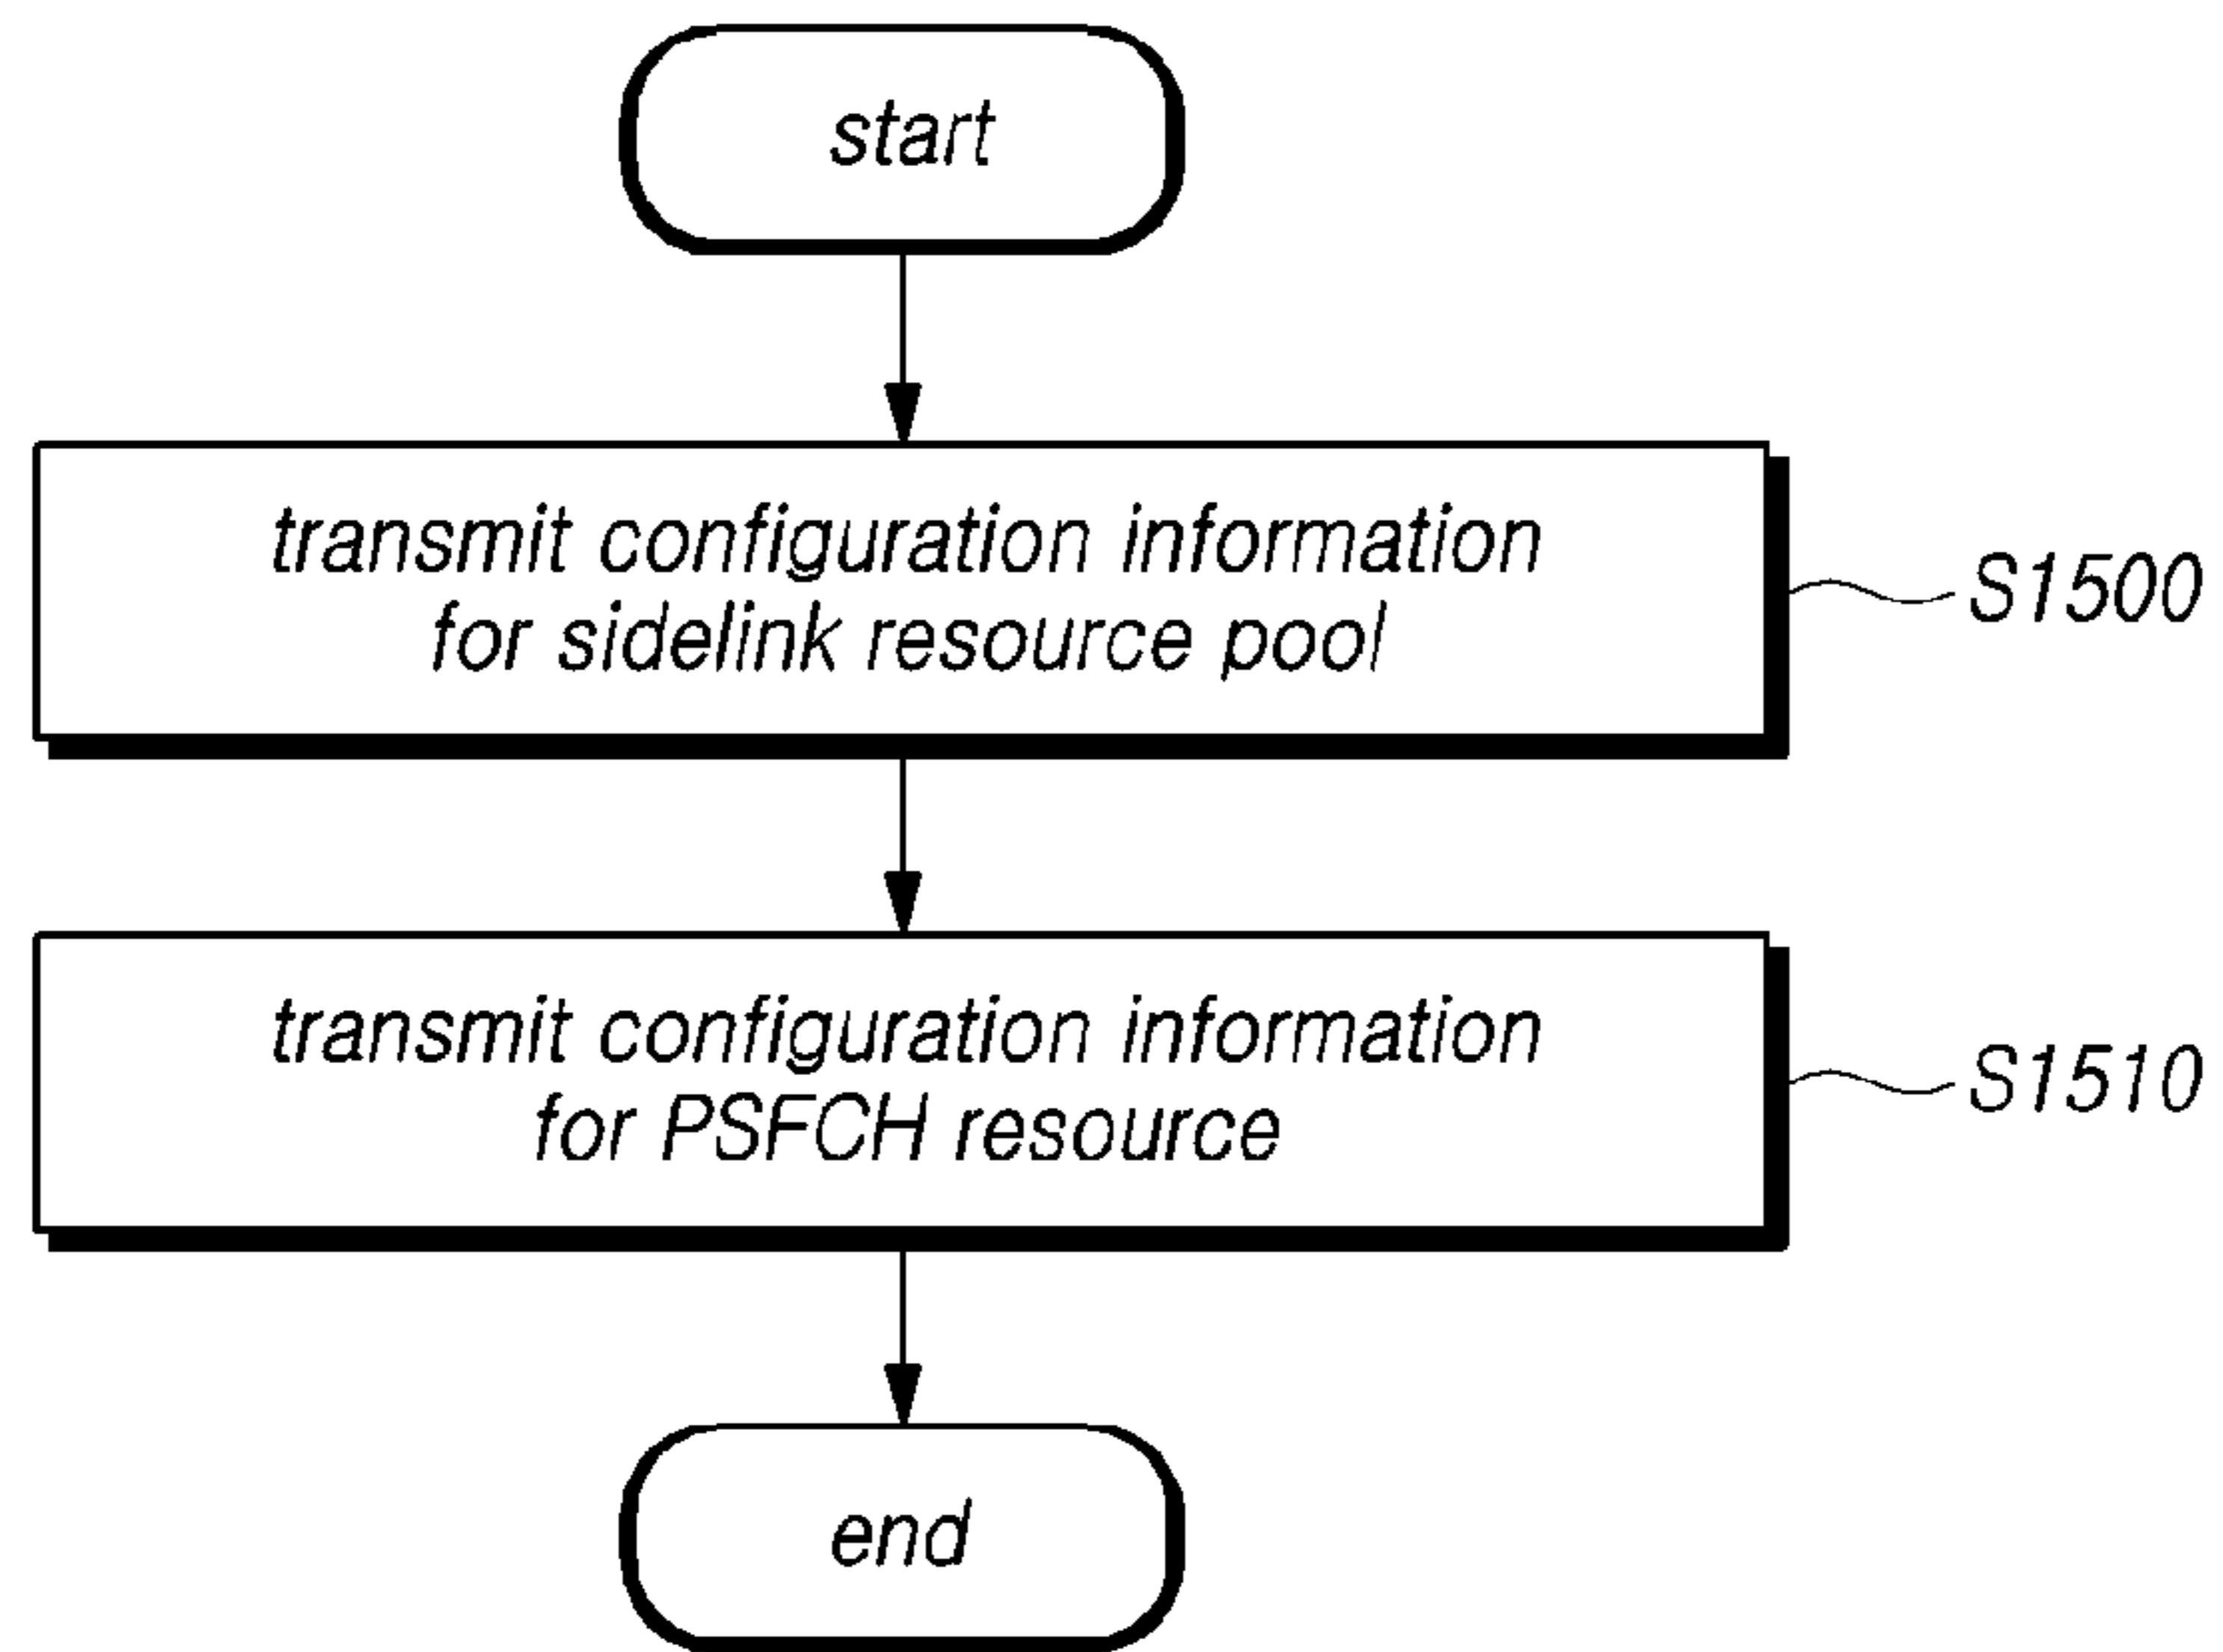 start
transmit configuration information
for sidelink resource pool
S1500
transmit configuration information
for PSFCH resource
S1510
end